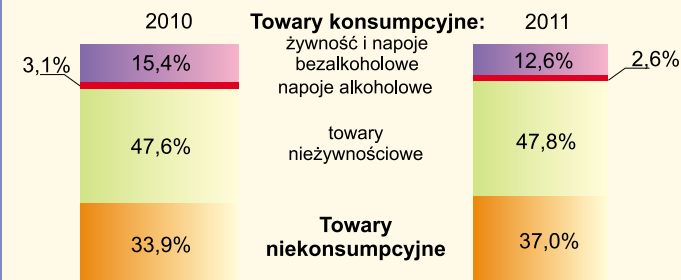 2010 Towary konsumpcyjne: 2011
żywność i napoje
bezalkoholowe
napoje alkoholowe
3,1% 15,4% 12,6% 2,6%
47,6% towary
nieżywnościowe 47,8%
33,9% Towary
niekonsumpcyjne 37,0%